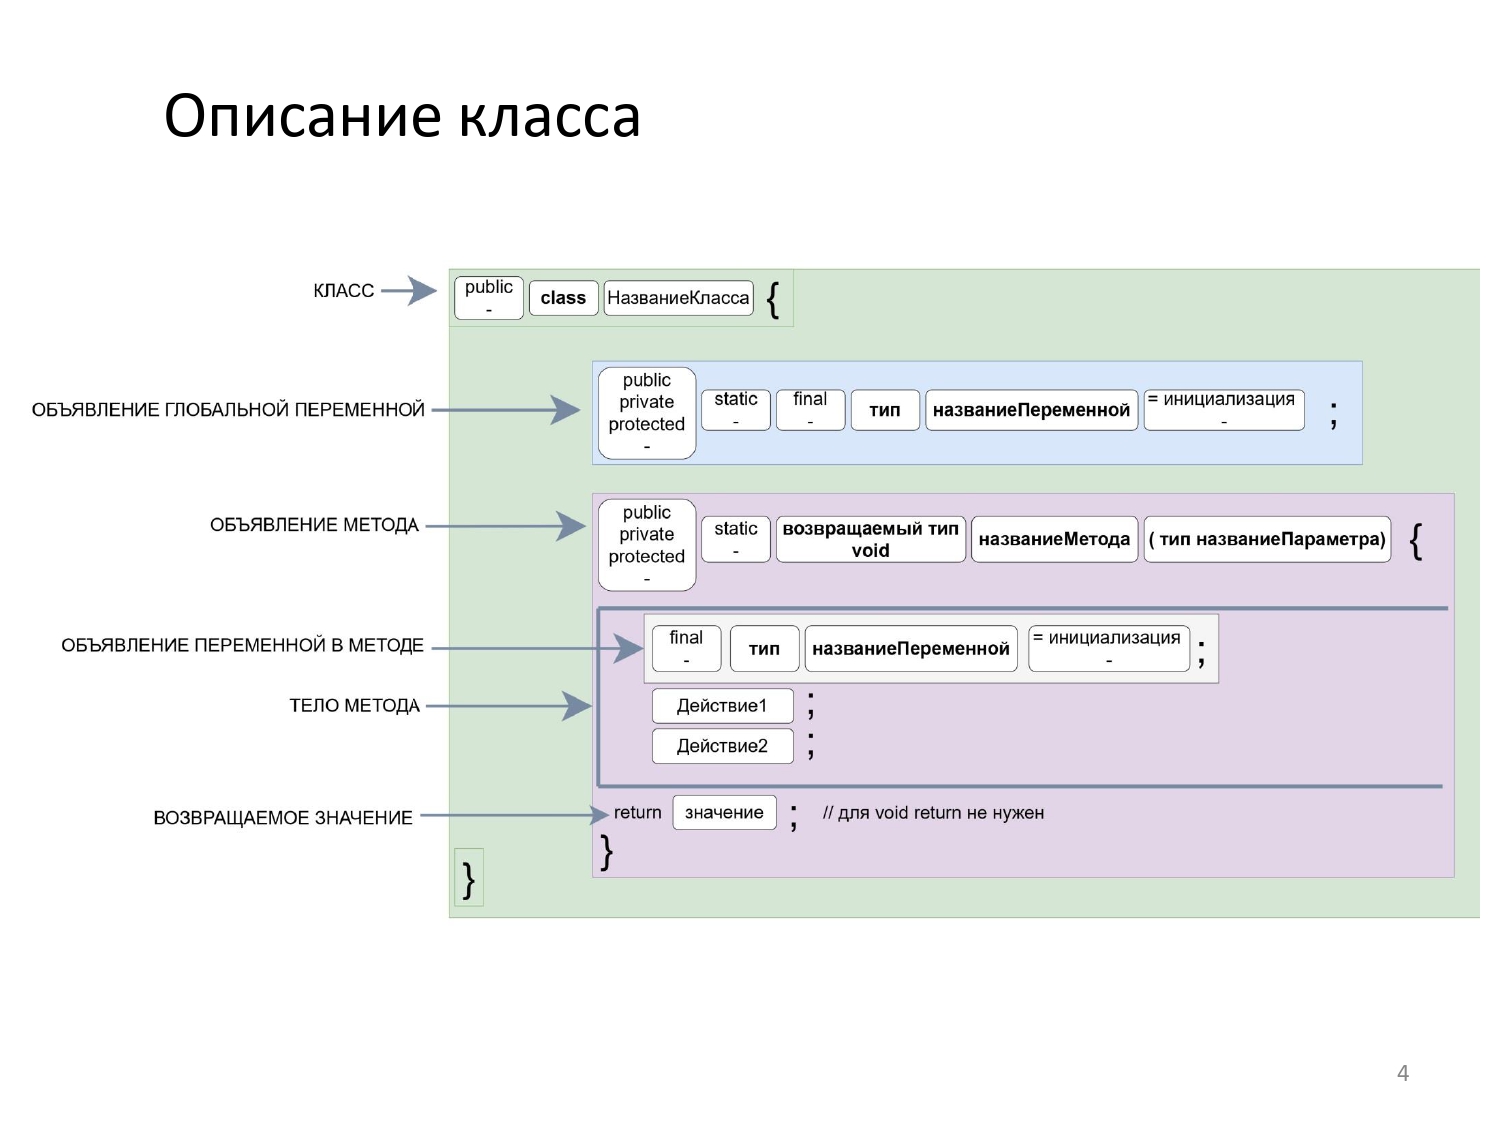 Описание класса
КЛАСС
public
-
class
НазваниеКласса
{
ОБЪЯВЛЕНИЕ ГЛОБАЛЬНОЙ ПЕРЕМЕННОЙ
public
private
protected
-
static
-
final
-
тип
названиеПеременной
= инициализация
-
;
ОБЪЯВЛЕНИЕ МЕТОДА
public
private
protected
-
static
-
возвращаемый тип
void
названиеМетода
( тип названиеПараметра)
{
ОБЪЯВЛЕНИЕ ПЕРЕМЕННОЙ В МЕТОДЕ
final
-
тип
названиеПеременной
= инициализация
-
;
ТЕЛО МЕТОДА
Действие1 ;
Действие2 ;
ВОЗВРАЩАЕМОЕ ЗНАЧЕНИЕ
return значение ; // для void return не нужен
}
}
4